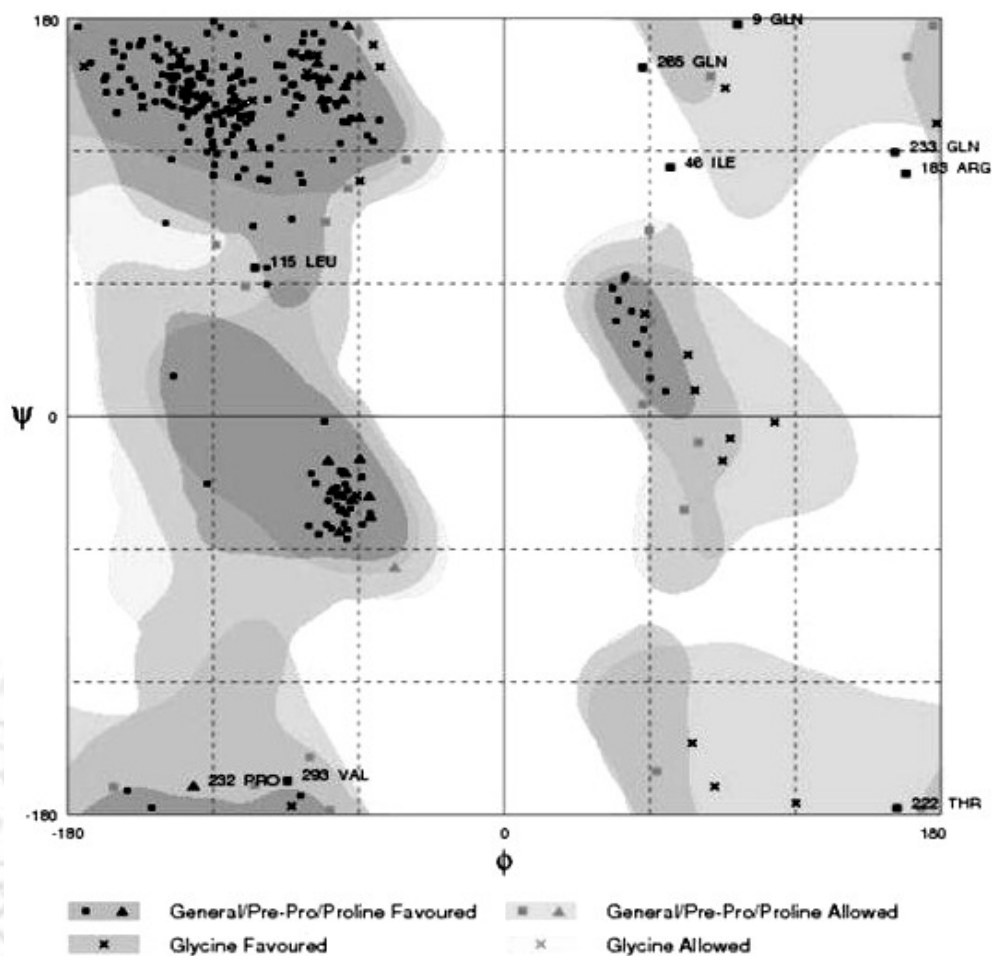 180
9 GLN
265 GLN
233 GLN
46 ILE
183 ARG
115 LEU
Ψ 0
232 PRO
293 VAL
222 THR
-180
-180 0 180
ϕ
General/Pre-Pro/Proline Favoured General/Pre-Pro/Proline Allowed
Glycine Favoured Glycine Allowed